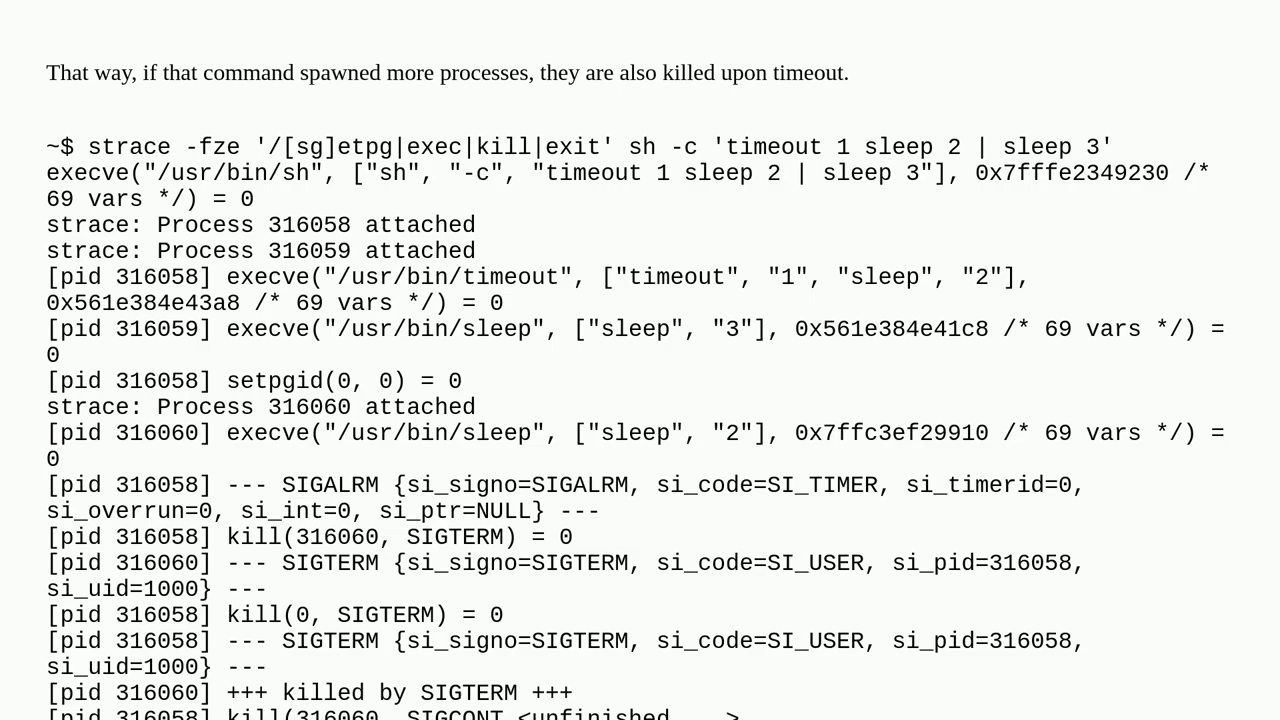 That way, if that command spawned more processes, they are also killed upon timeout.
~$ strace -fze '/[sg]etpg|exec|kill|exit' sh -c 'timeout 1 sleep 2 | sleep 3'
execve("/usr/bin/sh", ["sh", "-c", "timeout 1 sleep 2 | sleep 3"], 0x7fffe2349230 /*
69 vars */) = 0
strace: Process 316058 attached
strace: Process 316059 attached
[pid 316058] execve("/usr/bin/timeout", ["timeout", "1", "sleep", "2"],
0x561e384e43a8 /* 69 vars */) = 0
[pid 316059] execve("/usr/bin/sleep", ["sleep", "3"], 0x561e384e41c8 /* 69 vars */) =
0
[pid 316058] setpgid(0, 0) = 0
strace: Process 316060 attached
[pid 316060] execve("/usr/bin/sleep", ["sleep", "2"], 0x7ffc3ef29910 /* 69 vars */) =
0
[pid 316058] --- SIGALRM {si_signo=SIGALRM, si_code=SI_TIMER, si_timerid=0,
si_overrun=0, si_int=0, si_ptr=NULL} ---
[pid 316058] kill(316060, SIGTERM) = 0
[pid 316060] --- SIGTERM {si_signo=SIGTERM, si_code=SI_USER, si_pid=316058,
si_uid=1000} ---
[pid 316058] kill(0, SIGTERM) = 0
[pid 316058] --- SIGTERM {si_signo=SIGTERM, si_code=SI_USER, si_pid=316058,
si_uid=1000} ---
[pid 316060] +++ killed by SIGTERM +++
[pid 316058] kill(316060, SIGCONT <unfinished ...>